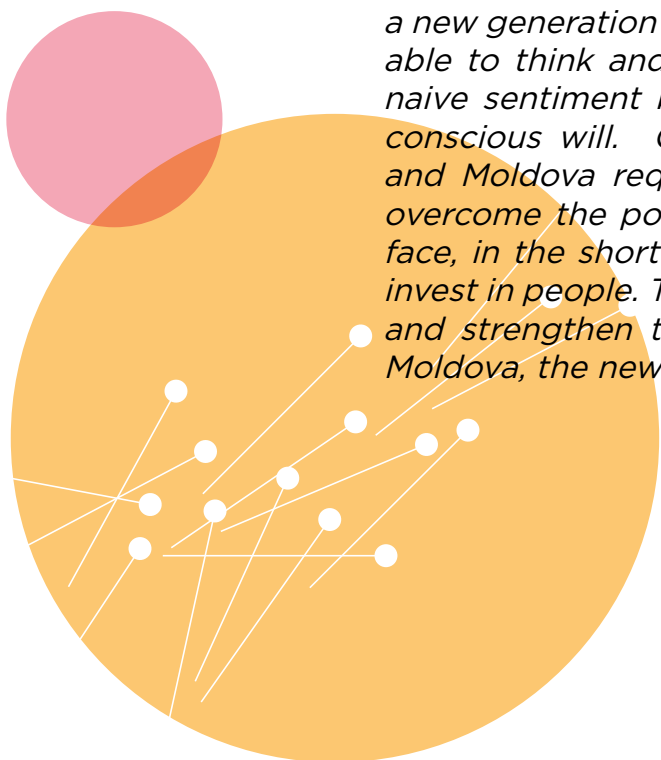 a new generation
able to think and
naive sentiment
conscious will.
and Moldova
overcome the
face, in the short
invest in people.
and strengthen
Moldova, the new